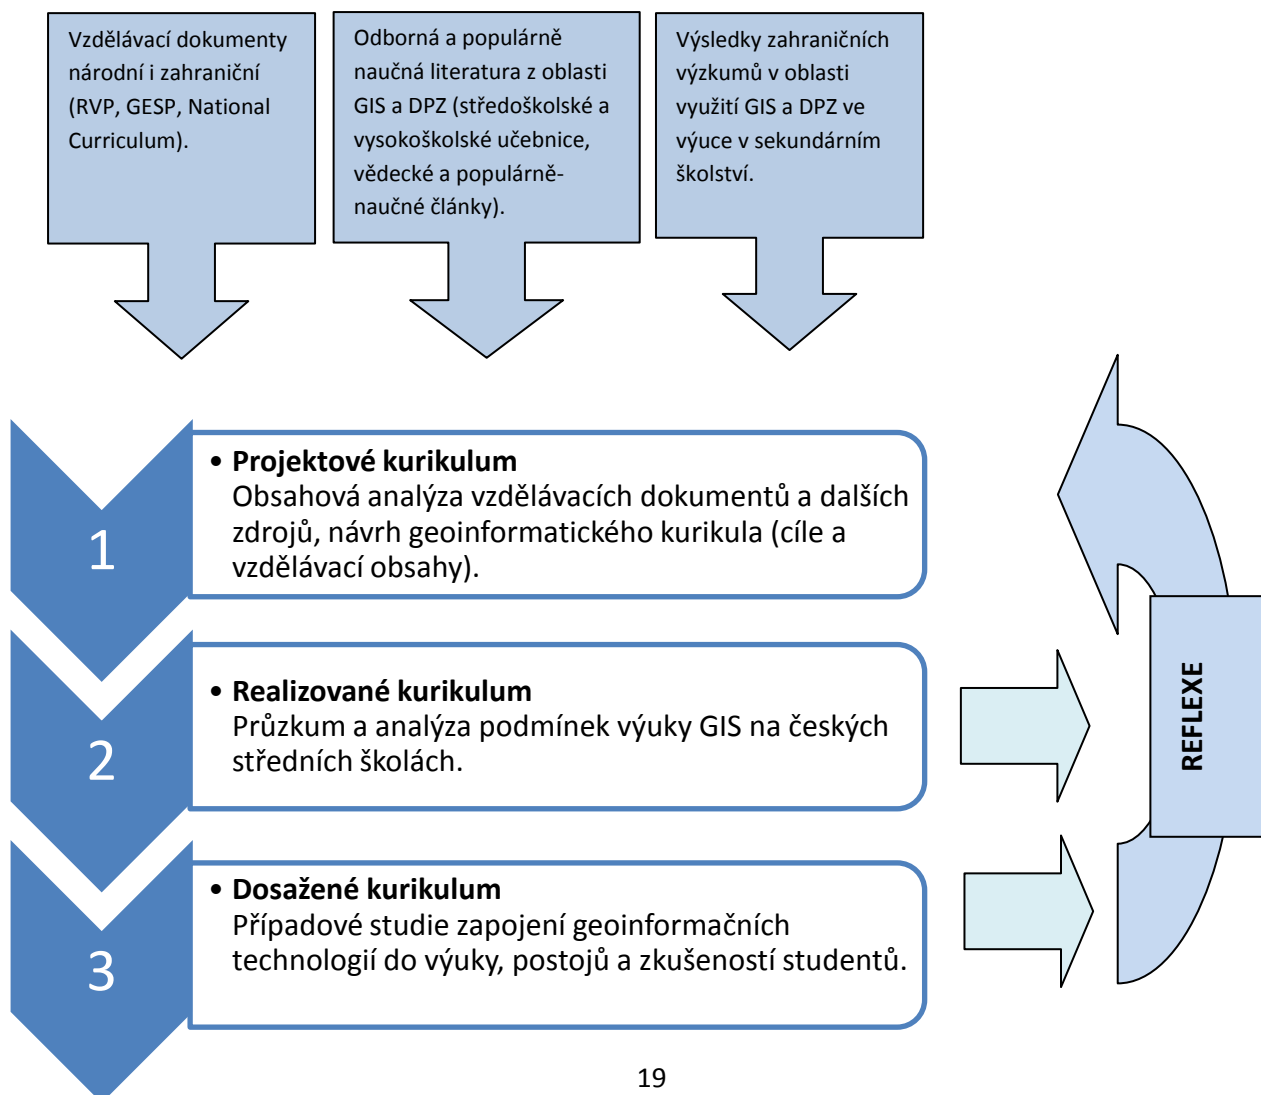 Vzdělávací dokumenty
národní i zahraniční
(RVP, GESP, National
Curriculum).
Odborná a populárně
naučná literatura z oblasti
GIS a DPZ (středoškolské a
vysokoškolské učebnice,
vědecké a populárně-
naučné články).
Výsledky zahraničních
výzkumů v oblasti
využití GIS a DPZ ve
výuce v sekundárním
školství.
1
• Projektové kurikulum
Obsahová analýza vzdělávacích dokumentů a dalších
zdrojů, návrh geoinformatického kurikula (cíle a
vzdělávací obsahy).
2
• Realizované kurikulum
Průzkum a analýza podmínek výuky GIS na českých
středních školách.
3
• Dosažené kurikulum
Případové studie zapojení geoinformačních
technologií do výuky, postojů a zkušeností studentů.
REFLEXE
19